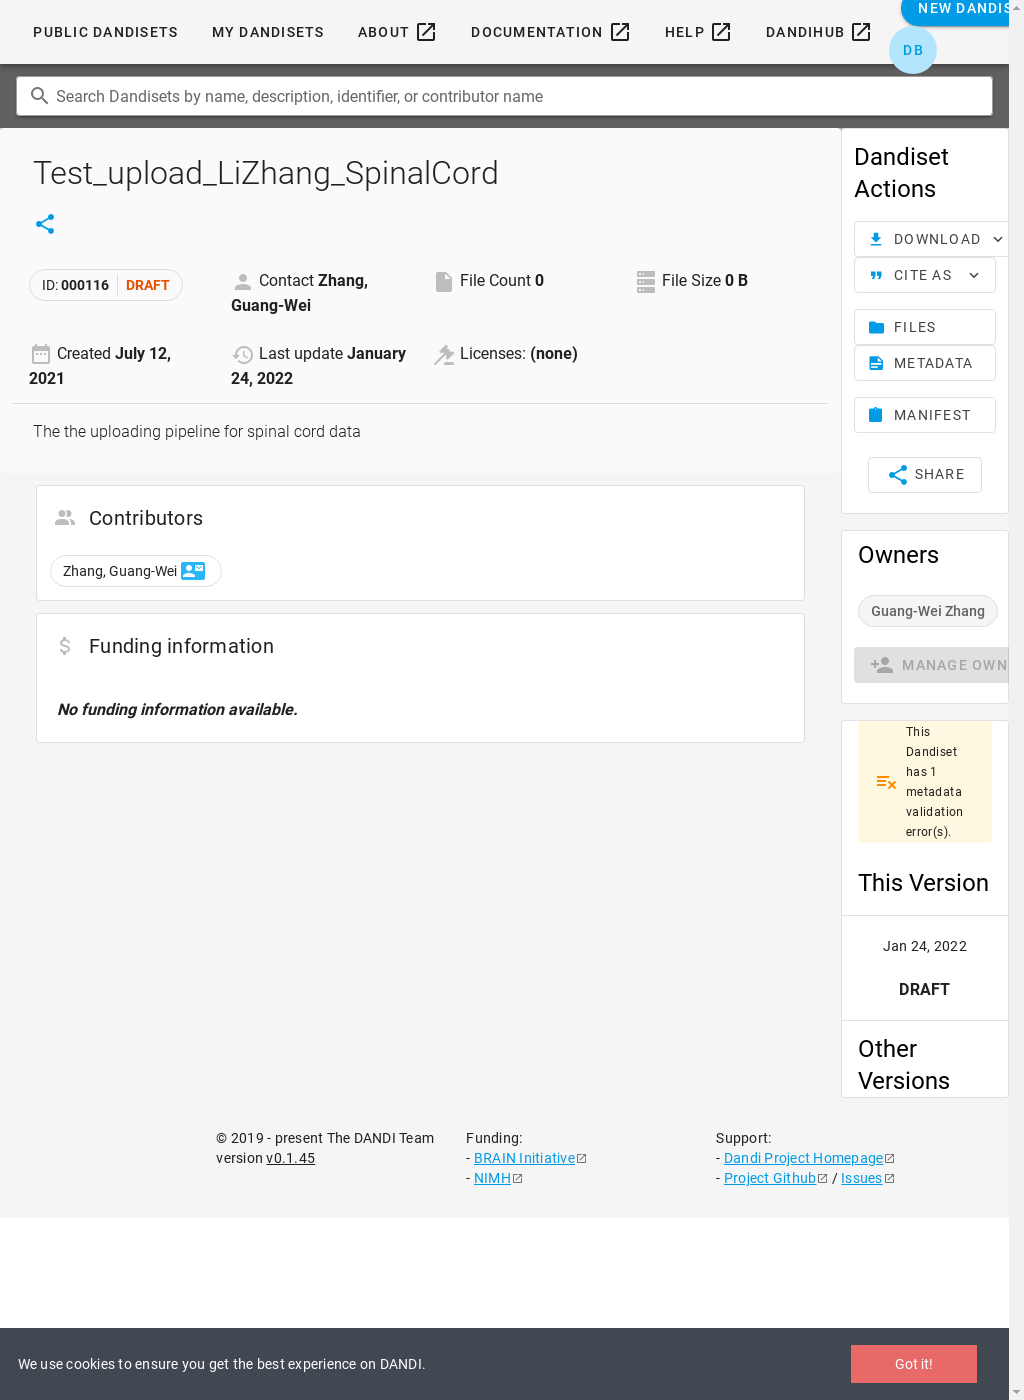 PUBLIC DANDISETS
MY DANDISETS
ABOUT
DOCUMENTATION
HELP
DANDIHUB
NEW DANDIS
DB
Search Dandisets by name, description, identifier, or contributor name
Test_upload_LiZhang_SpinalCord
ID: 000116 DRAFT
Contact Zhang,
Guang-Wei
File Count 0
File Size 0 B
Created July 12,
2021
Last update January
24, 2022
Licenses: (none)
The the uploading pipeline for spinal cord data
Contributors
Zhang, Guang-Wei
Funding information
No funding information available.
Dandiset
Actions
DOWNLOAD
CITE AS
FILES
METADATA
MANIFEST
SHARE
Owners
Guang-Wei Zhang
MANAGE OWN
This
Dandiset
has 1
metadata
validation
error(s).
This Version
Jan 24, 2022
DRAFT
Other
Versions
© 2019 - present The DANDI Team
version v0.1.45
Funding:
- BRAIN Initiative
- NIMH
Support:
- Dandi Project Homepage
- Project Github / Issues
We use cookies to ensure you get the best experience on DANDI.
Got it!